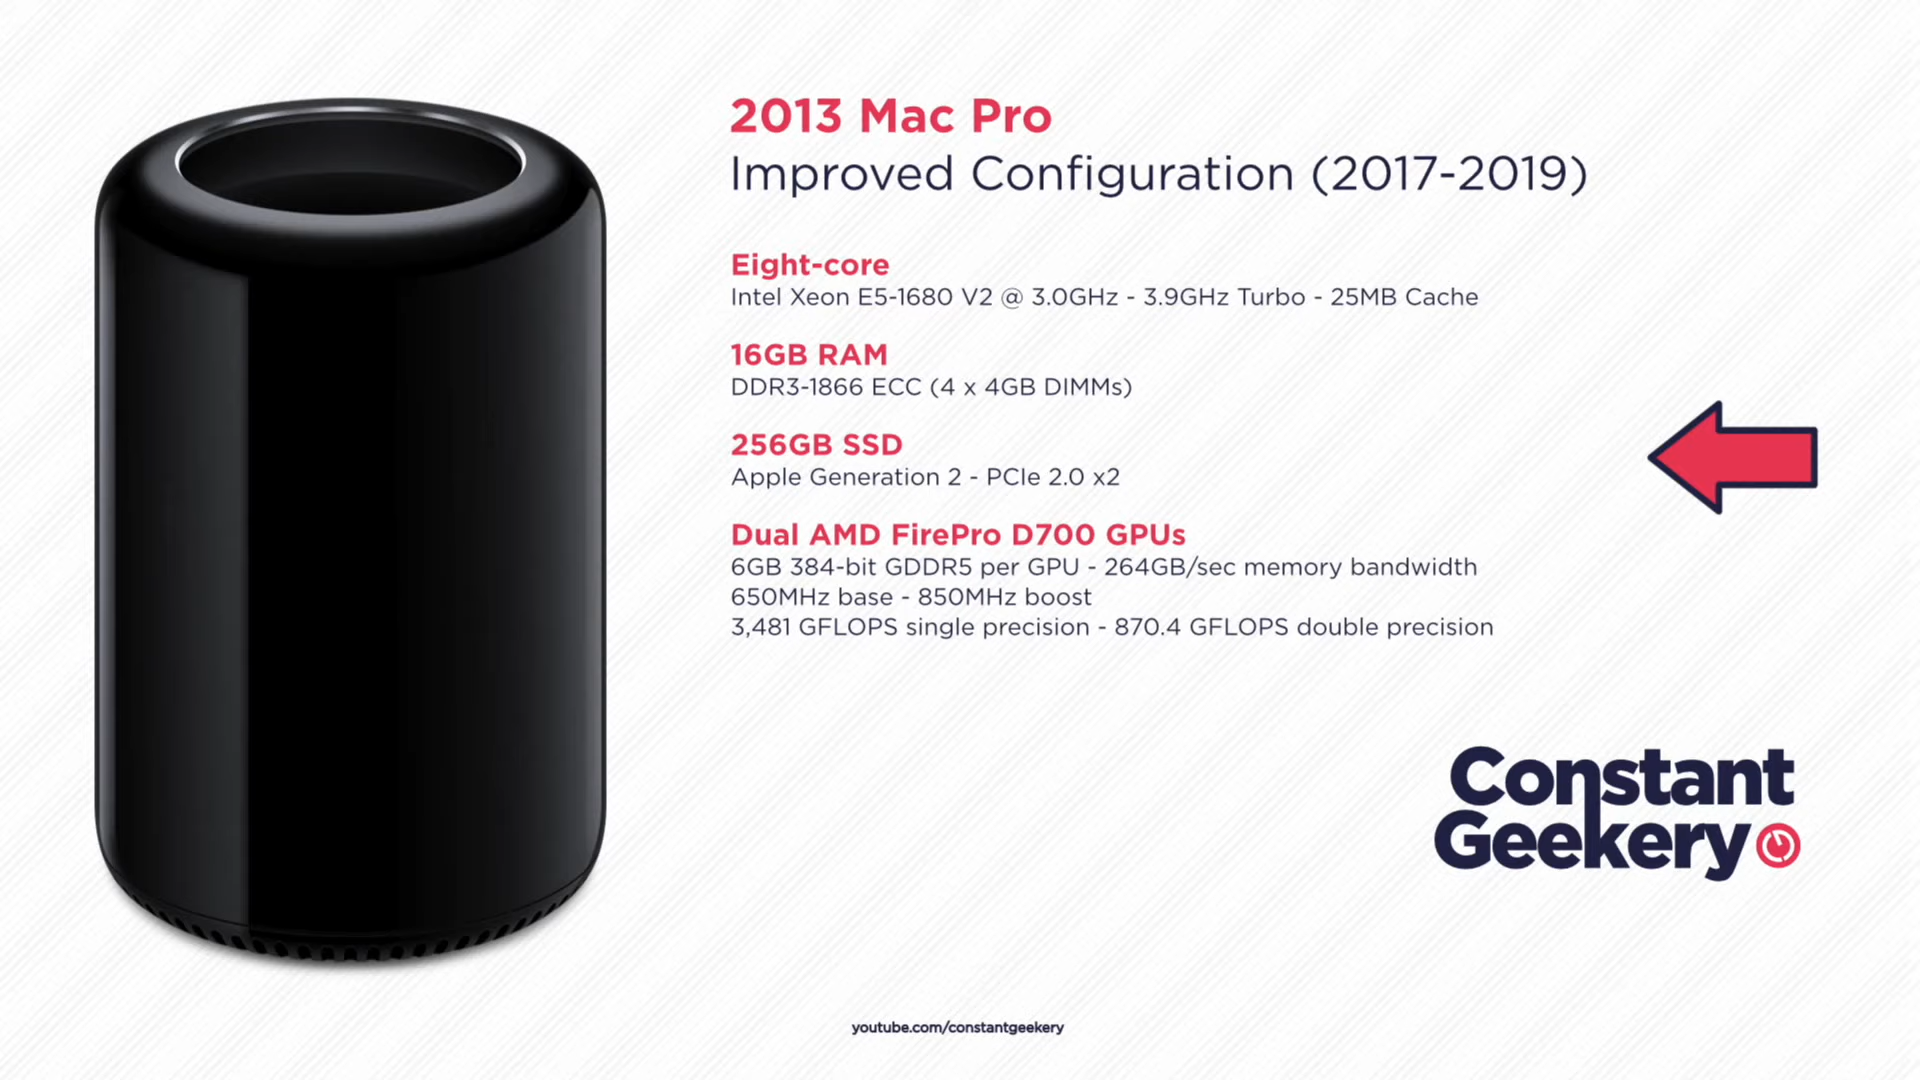 2013 Mac Pro
Improved Configuration (2017-2019)
Eight-core
Intel Xeon E5-1680 V2 @ 3.0GHz - 3.9GHz Turbo - 25MB Cache
16GB RAM
DDR3-1866 ECC (4 x 4GB DIMMs)
256GB SSD
Apple Generation 2 - PCIe 2.0 x2
Dual AMD FirePro D700 GPUs
6GB 384-bit GDDR5 per GPU - 264GB/sec memory bandwidth
650MHz base - 850MHz boost
3,481 GFLOPS single precision - 870.4 GFLOPS double precision
Constant
Geekery
youtube.com/constantgeekery